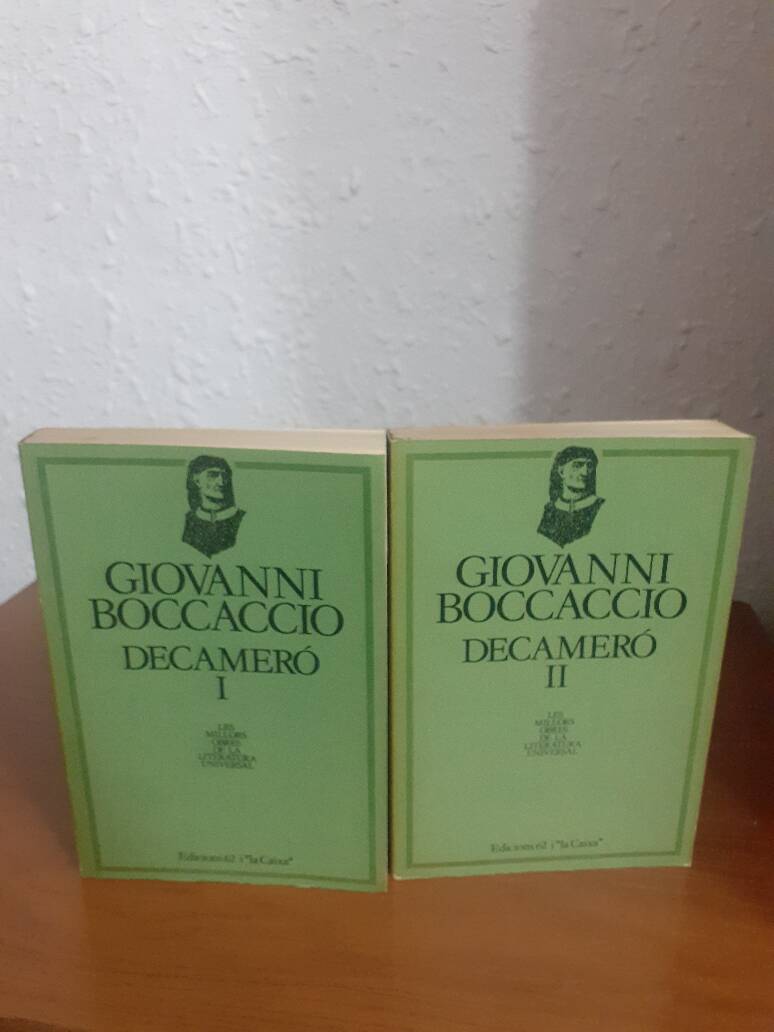 GIOVANNI
BOCCACCIO
DECAMERÓ
I
LES
MILLORS
OBRES
DE LA
LITERATURA
UNIVERSAL
Edicions 62 i "la Caixa"
GIOVANNI
BOCCACCIO
DECAMERÓ
II
LES
MILLORS
OBRES
DE LA
LITERATURA
UNIVERSAL
Edicions 62 i "la Caixa"